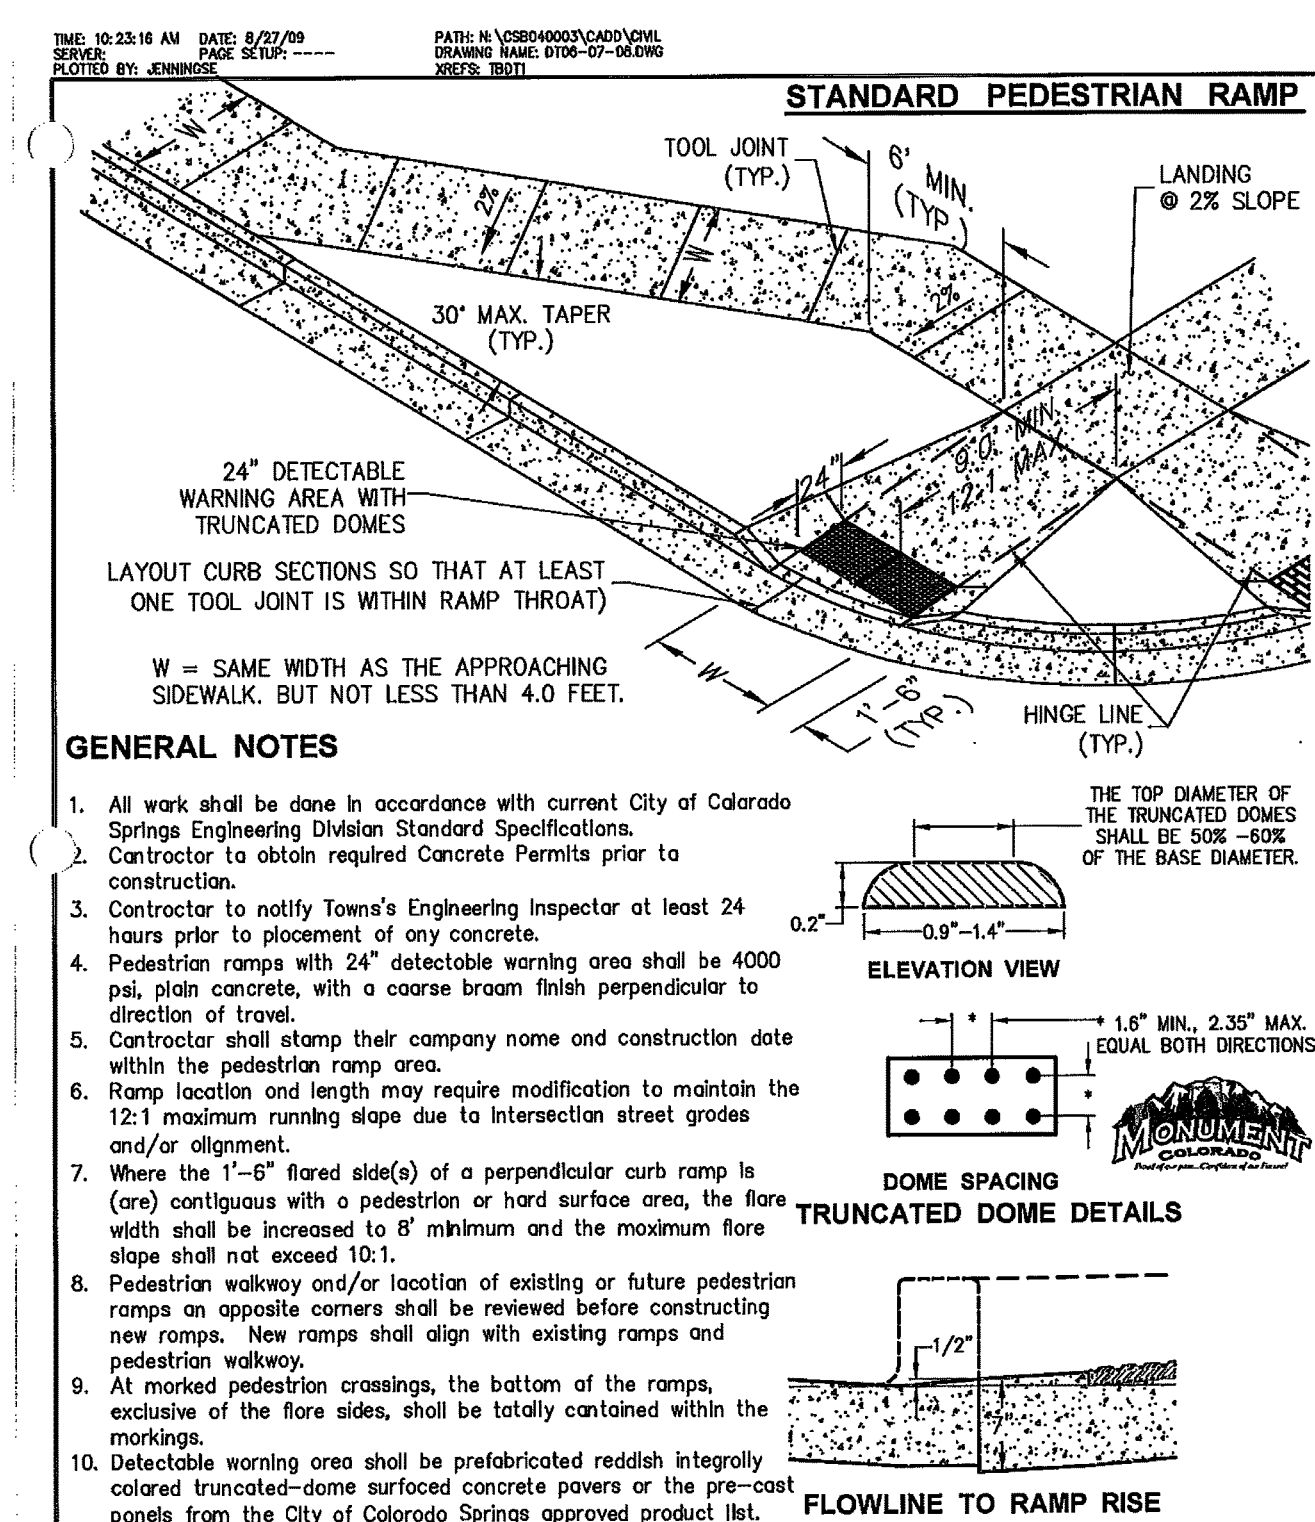 TIME: 10:23:16 AM DATE: 8/27/09
SERVER: PAGE SETUP: ----
PLOTTED BY: JENNINGSE
PATH: N:\CSB040003\CADD\CIVIL
DRAWING NAME: DT06-07-08.DWG
XREFS: TBDT1
STANDARD PEDESTRIAN RAMP
W
TOOL JOINT
(TYP.)
6' MIN.
(TYP.)
LANDING
@ 2% SLOPE
2%
W
2%
30° MAX. TAPER
(TYP.)
9.0' MIN.
12:1 MAX.
24"
24" DETECTABLE
WARNING AREA WITH
TRUNCATED DOMES
LAYOUT CURB SECTIONS SO THAT AT LEAST
ONE TOOL JOINT IS WITHIN RAMP THROAT)
W = SAME WIDTH AS THE APPROACHING
SIDEWALK. BUT NOT LESS THAN 4.0 FEET.
W
1'-6"
(TYP.)
HINGE LINE
(TYP.)
GENERAL NOTES
1. All work shall be done in accordance with current City of Colorado
Springs Engineering Division Standard Specifications.
2. Contractor to obtain required Concrete Permits prior to
construction.
3. Contractor to notify Towns's Engineering Inspector at least 24
hours prior to placement of any concrete.
4. Pedestrian ramps with 24" detectable warning area shall be 4000
psi, plain concrete, with a coarse broom finish perpendicular to
direction of travel.
5. Contractor shall stamp their company name and construction date
within the pedestrian ramp area.
6. Ramp location and length may require modification to maintain the
12:1 maximum running slope due to intersection street grades
and/or alignment.
7. Where the 1'-6" flared side(s) of a perpendicular curb ramp is
(are) contiguous with a pedestrian or hard surface area, the flare
width shall be increased to 8' minimum and the maximum flare
slope shall not exceed 10:1.
8. Pedestrian walkway and/or location of existing or future pedestrian
ramps on opposite corners shall be reviewed before constructing
new ramps. New ramps shall align with existing ramps and
pedestrian walkway.
9. At marked pedestrian crossings, the bottom of the ramps,
exclusive of the flare sides, shall be totally contained within the
markings.
10. Detectable warning area shall be prefabricated reddish integrally
colored truncated-dome surfaced concrete pavers or the pre-cast
panels from the City of Colorado Springs approved product list.
THE TOP DIAMETER OF
THE TRUNCATED DOMES
SHALL BE 50% -60%
OF THE BASE DIAMETER.
0.2"
0.9"-1.4"
ELEVATION VIEW
*
* 1.6" MIN., 2.35" MAX.
EQUAL BOTH DIRECTIONS
*
MONUMENT
COLORADO
DOME SPACING
TRUNCATED DOME DETAILS
1/2"
7"
FLOWLINE TO RAMP RISE